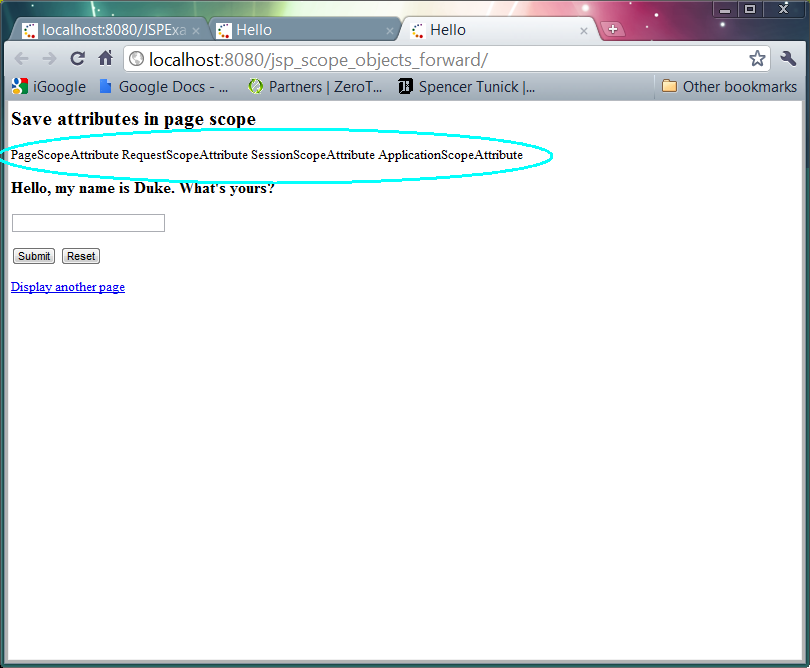 localhost:8080/JSPExa
Hello
Hello
localhost:8080/jsp_scope_objects_forward/
iGoogle
Google Docs - ...
Partners | ZeroT...
Spencer Tunick |...
Other bookmarks
Save attributes in page scope
PageScopeAttribute RequestScopeAttribute SessionScopeAttribute ApplicationScopeAttribute
Hello, my name is Duke. What's yours?
Submit Reset
Display another page